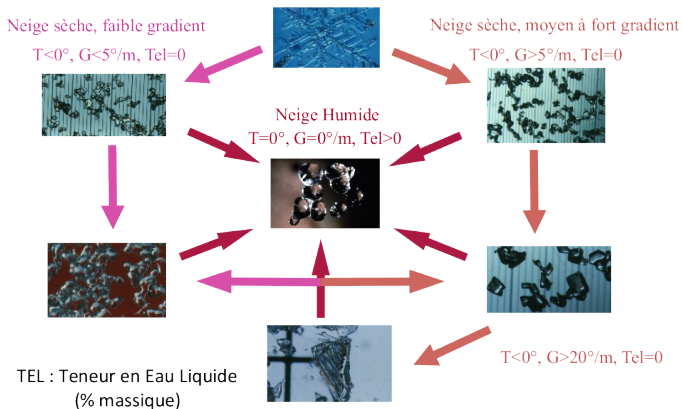 Neige sèche, faible gradient
T<0°, G<5°/m, Tel=0
Neige sèche, moyen à fort gradient
T<0°, G>5°/m, Tel=0
Neige Humide
T=0°, G=0°/m, Tel>0
T<0°, G>20°/m, Tel=0
TEL : Teneur en Eau Liquide
(% massique)